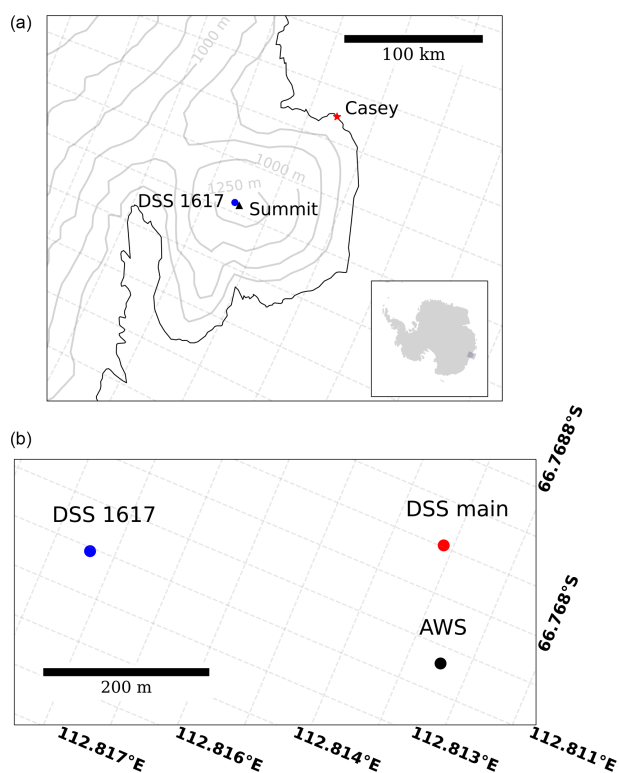 (a)
1000 m
100 km
Casey
1000 m
1250 m
DSS 1617
Summit
(b)
66.7688°S
DSS 1617
DSS main
66.768°S
AWS
200 m
112.817°E
112.816°E
112.814°E
112.813°E
112.811°E